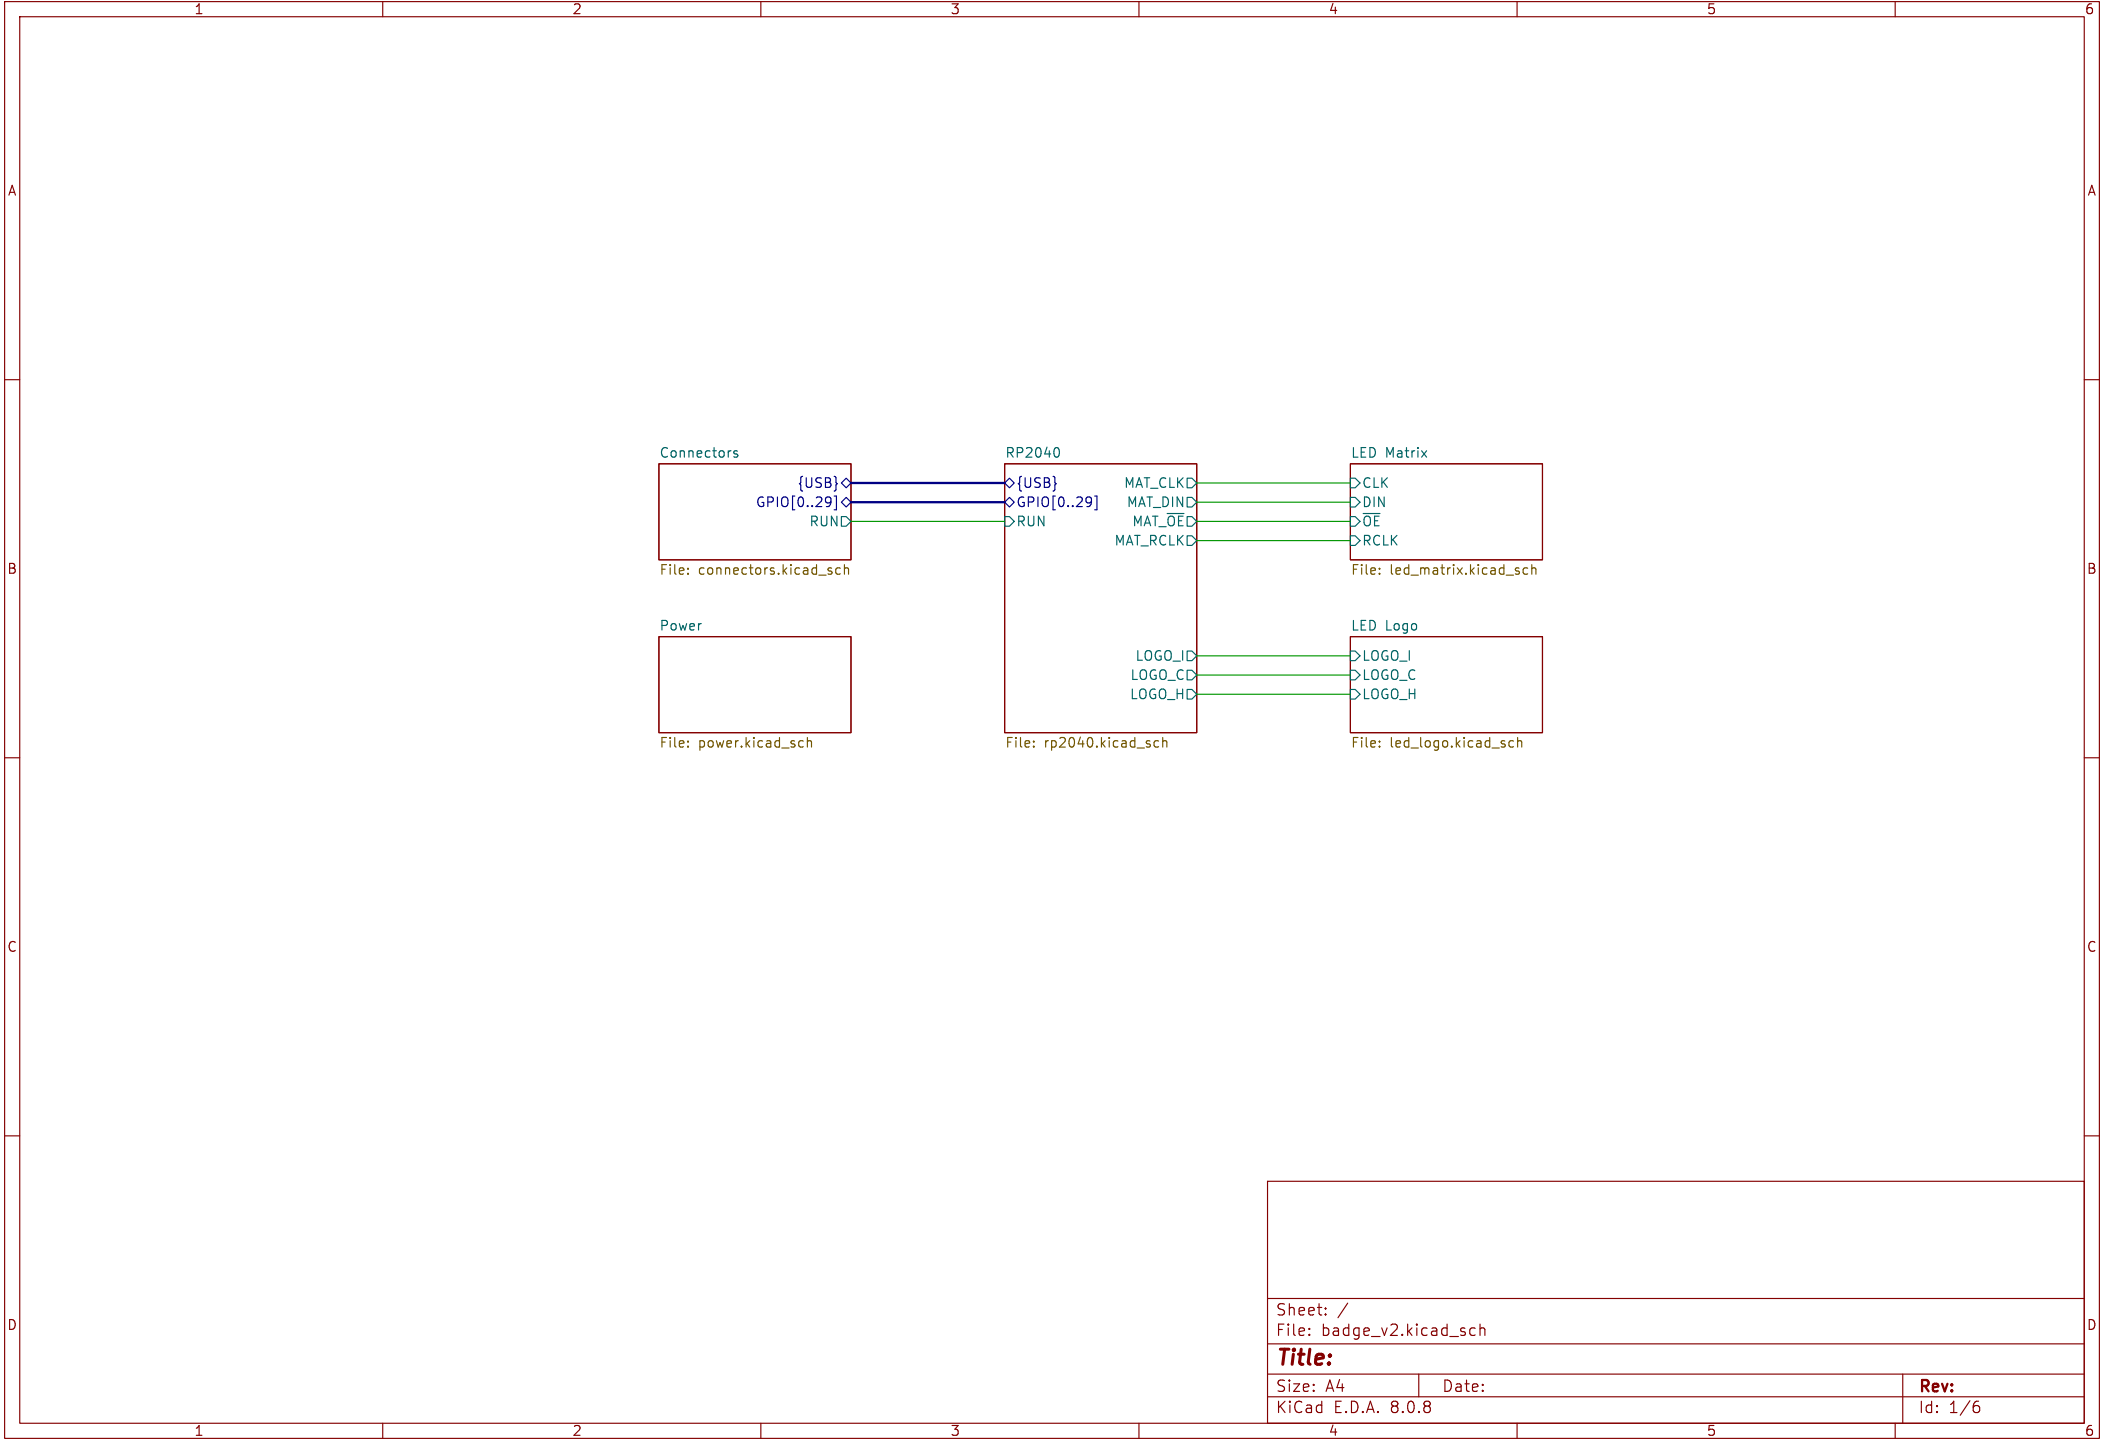 1 2 3 4 5 6
A A
Connectors
{USB}
GPIO[0..29]
RUN
File: connectors.kicad_sch
RP2040
{USB}
GPIO[0..29]
RUN
MAT_CLK
MAT_DIN
MAT_O̅E̅
MAT_RCLK
LOGO_I
LOGO_C
LOGO_H
File: rp2040.kicad_sch
LED Matrix
CLK
DIN
O̅E̅
RCLK
File: led_matrix.kicad_sch
B B
Power
File: power.kicad_sch
LED Logo
LOGO_I
LOGO_C
LOGO_H
File: led_logo.kicad_sch
C C
Sheet: /
File: badge_v2.kicad_sch
D D
Title:
Size: A4 Date: Rev:
KiCad E.D.A. 8.0.8 Id: 1/6
1 2 3 4 5 6